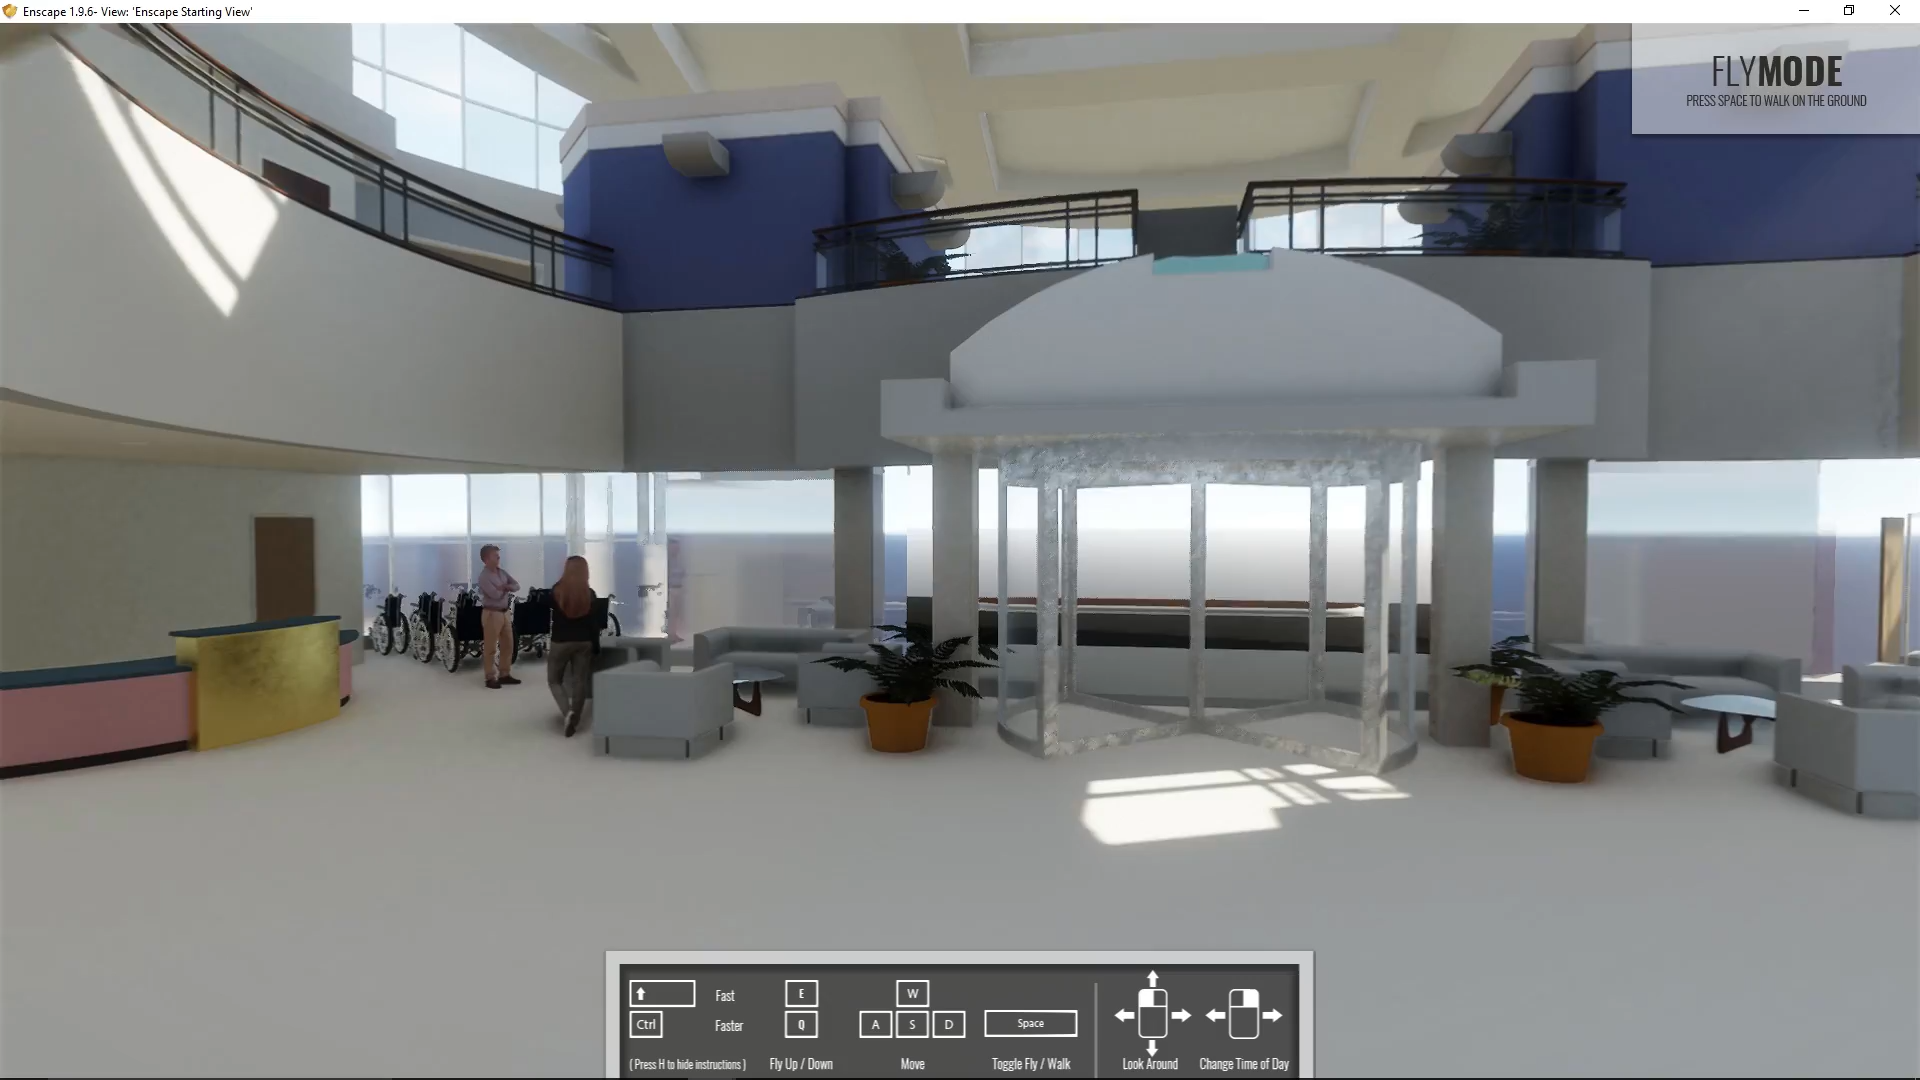 Enscape 1.9.6- View: 'Enscape Starting View'
FLYMODE
PRESS SPACE TO WALK ON THE GROUND
Fast
E
W
Ctrl
Faster
Q
A
S
D
Space
( Press H to hide instructions )
Fly Up / Down
Move
Toggle Fly / Walk
Look Around
Change Time of Day